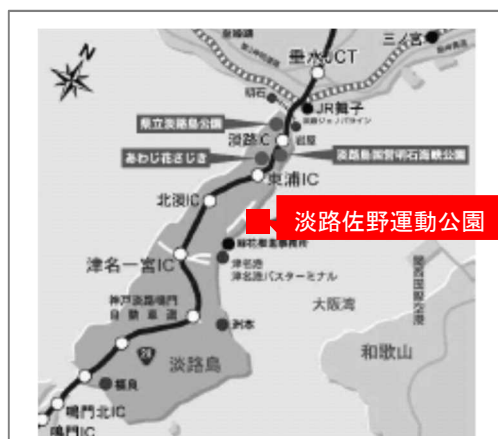 N
三ノ宮
垂水JCT
明石
JR舞子
県立淡路島公園
淡路IC
岩屋
あわじ花さじき
淡路島国営明石海峡公園
東浦IC
北淡IC
淡路佐野運動公園
津名一宮IC
津名港
津名港バスターミナル
大阪湾
関西国際空港
神戸淡路鳴門
自動車道
洲本
和歌山
28
淡路島
福良
鳴門北IC
鳴門IC